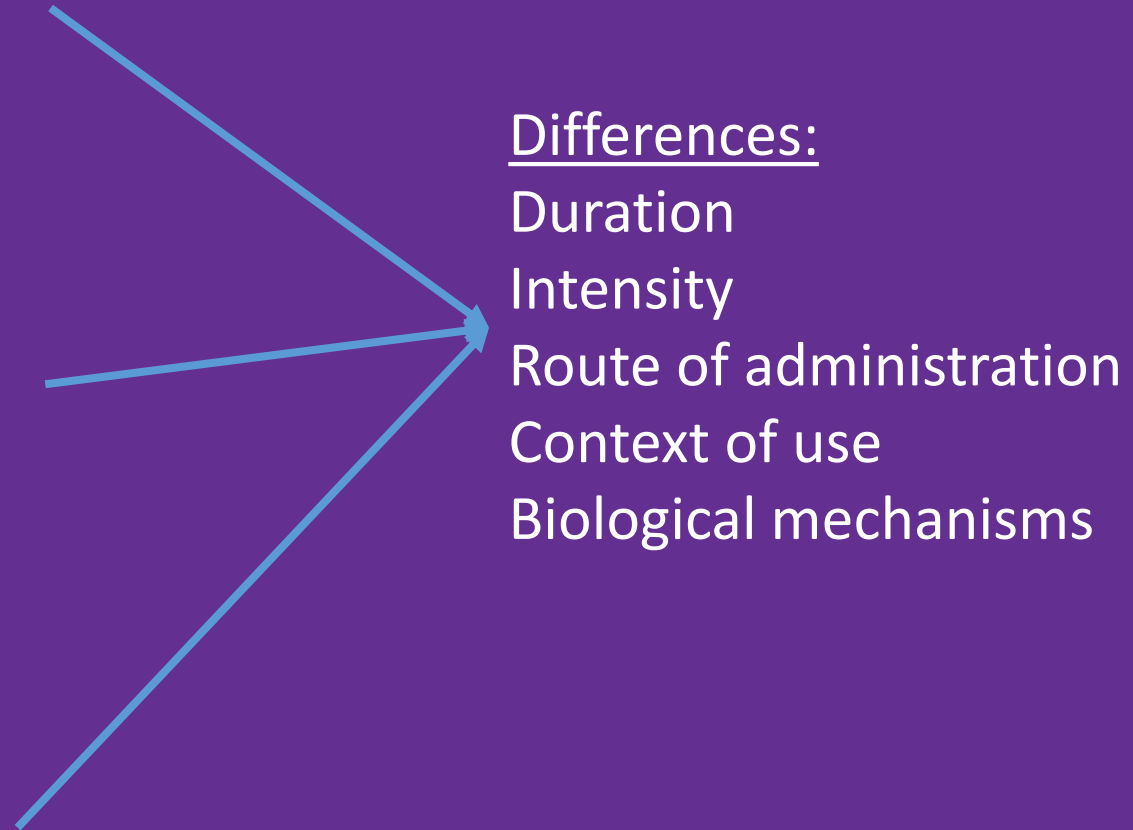 Differences:
Duration
Intensity
Route of administration
Context of use
Biological mechanisms